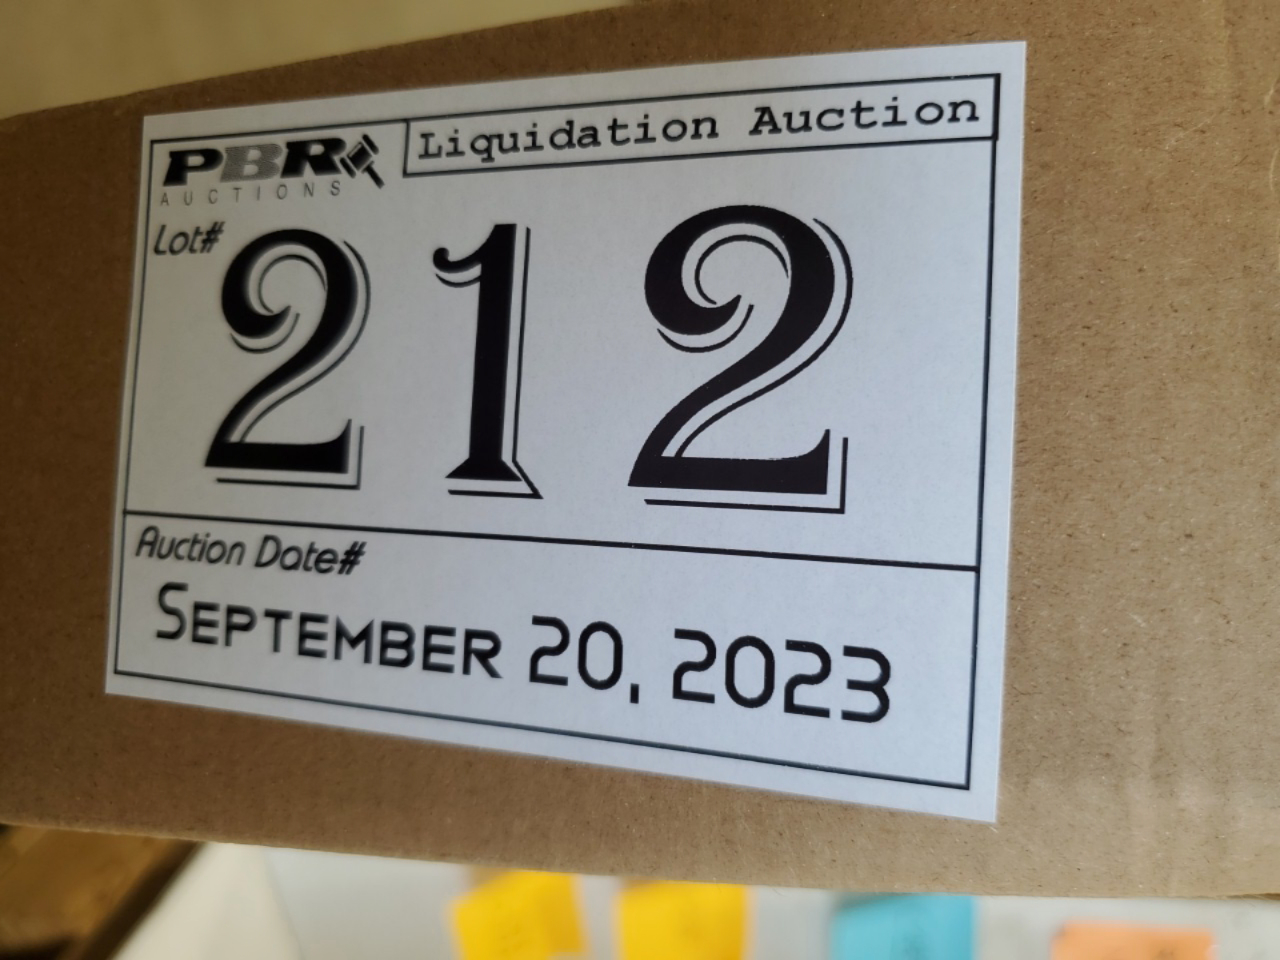 PBR
AUCTIONS
Liquidation Auction
Lot#
212
Auction Date#
September 20, 2023